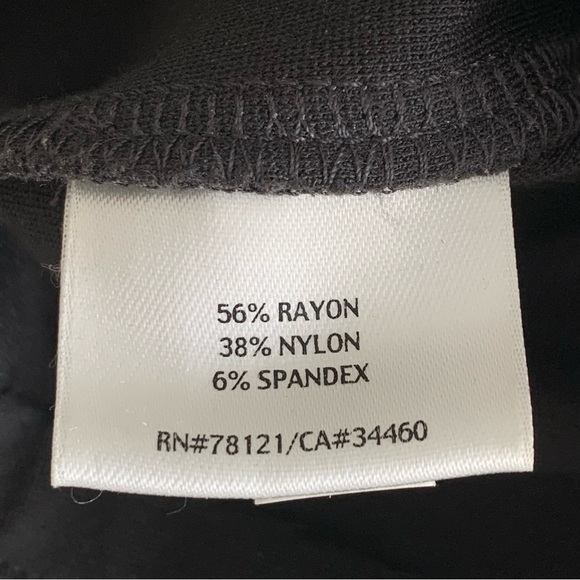 56% RAYON
38% NYLON
6% SPANDEX
RN#78121/CA#34460